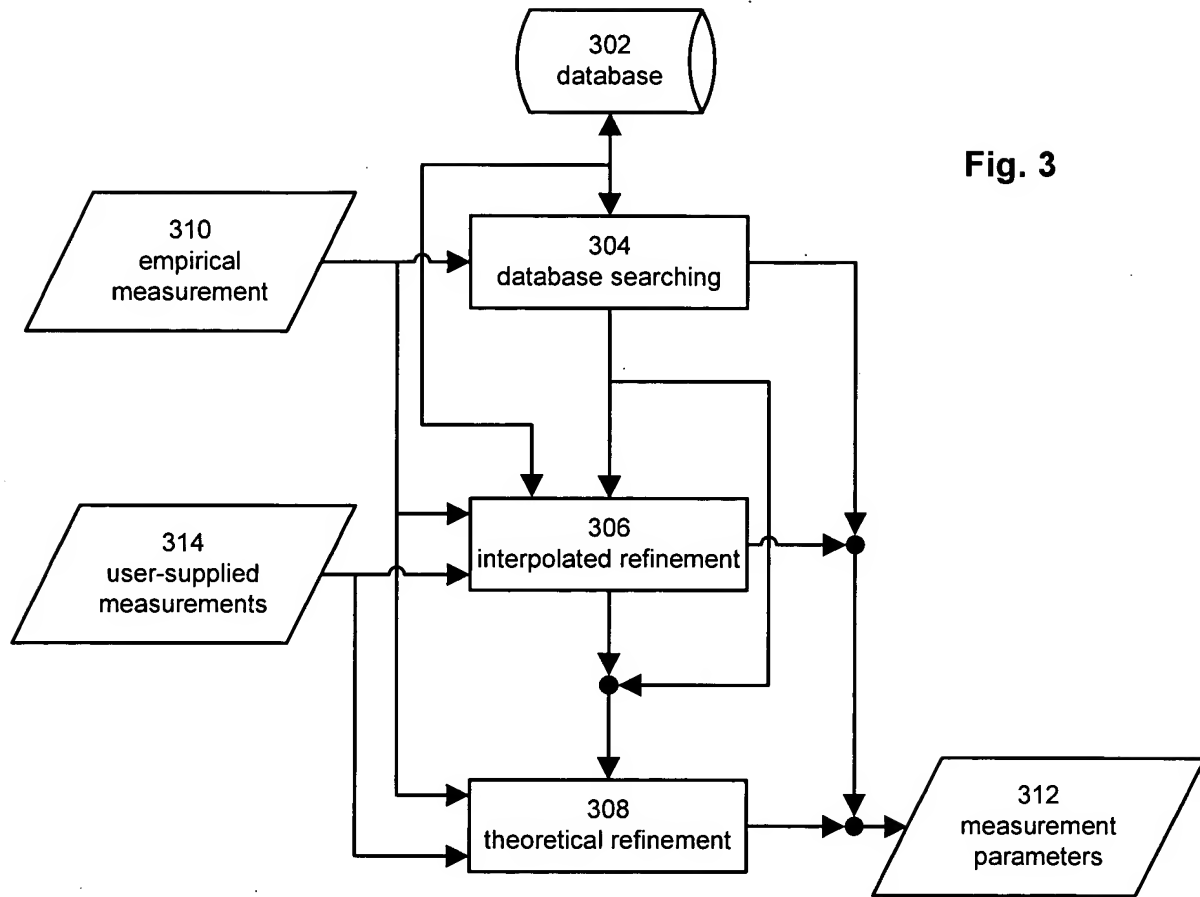 302
database
Fig. 3
310
empirical
measurement
304
database searching
314
user-supplied
measurements
306
interpolated refinement
308
theoretical refinement
312
measurement
parameters